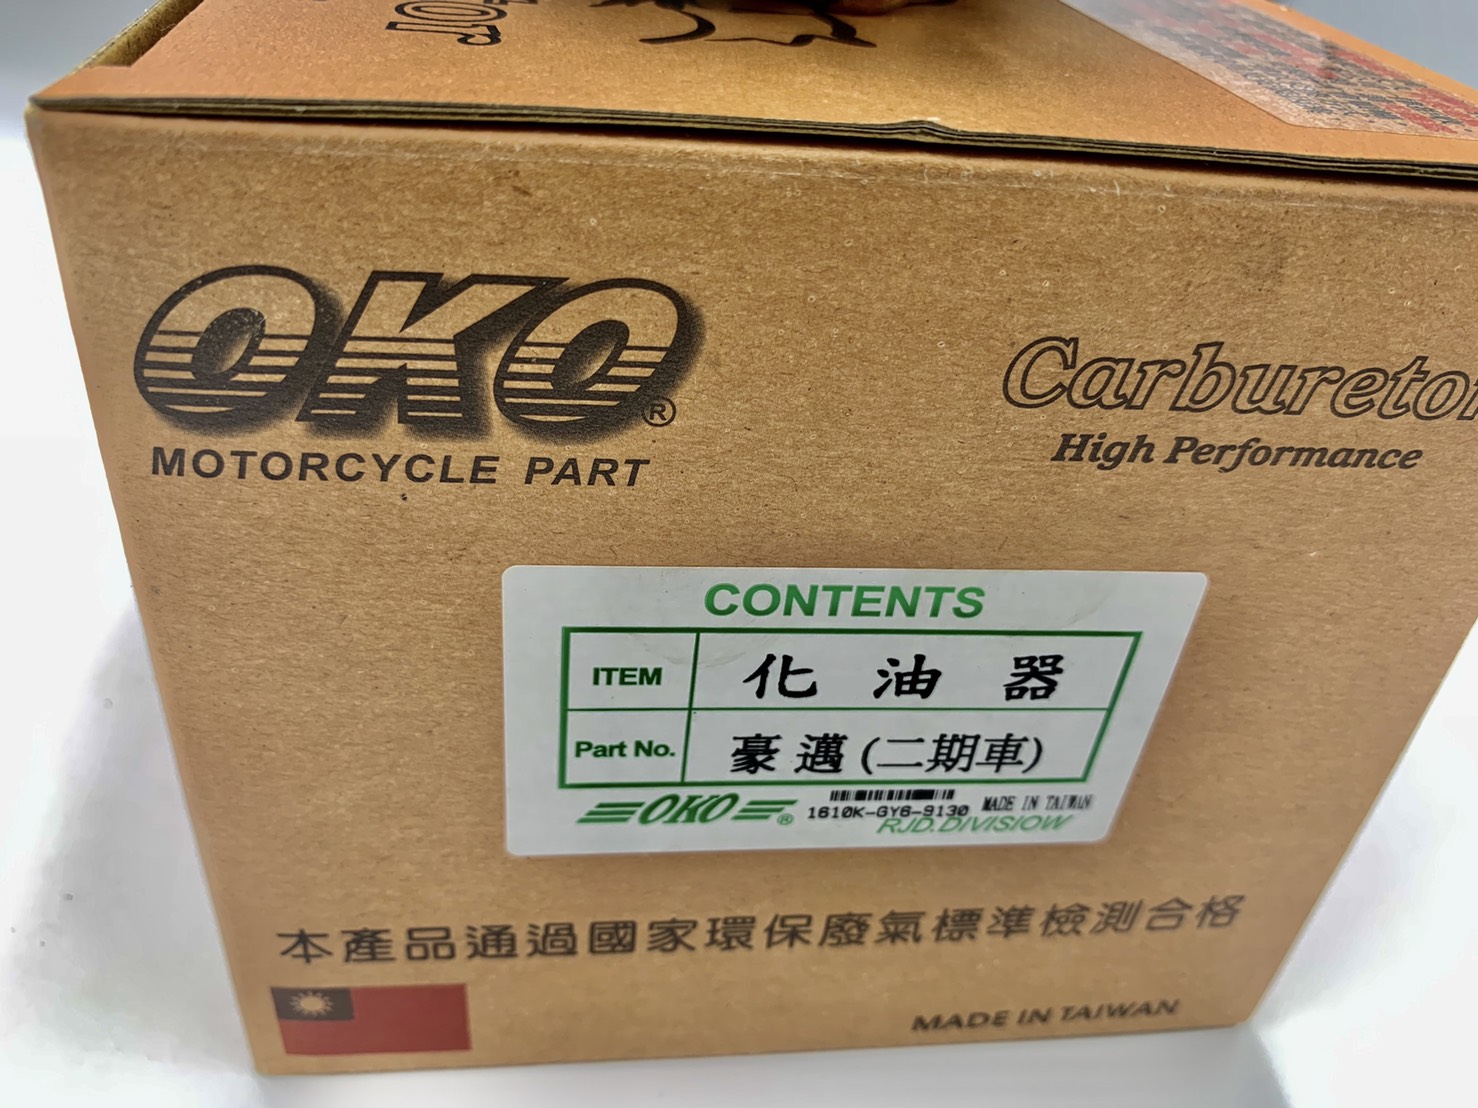 OKO®
MOTORCYCLE PART
Carburetor
High Performance
CONTENTS
ITEM 化油器
Part No. 豪邁(二期車)
OKO® 1610K-GY6-9130 MADE IN TAIWAN
RJD.DIVISIOW
本產品通過國家環保廢氣標準檢測合格
MADE IN TAIWAN